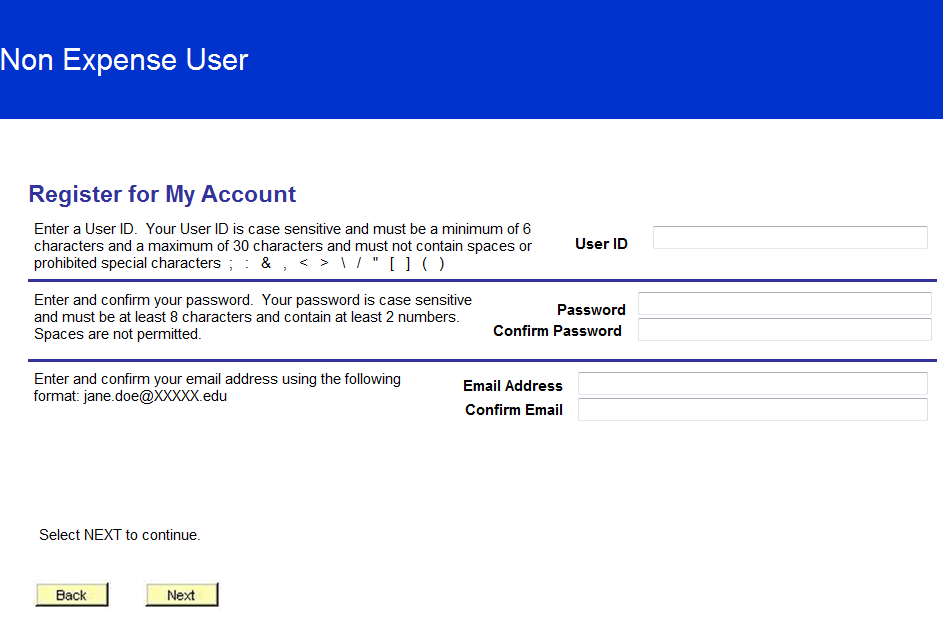 Non Expense User
Register for My Account
Enter a User ID.  Your User ID is case sensitive and must be a minimum of 6
characters and a maximum of 30 characters and must not contain spaces or
prohibited special characters  ;  :  &  ,  <  >  \  /  "  [  ]  (  )
User ID
Enter and confirm your password.  Your password is case sensitive
and must be at least 8 characters and contain at least 2 numbers.
Spaces are not permitted.
Password
Confirm Password
Enter and confirm your email address using the following
format: jane.doe@XXXXX.edu
Email Address
Confirm Email
Select NEXT to continue.
Back
Next